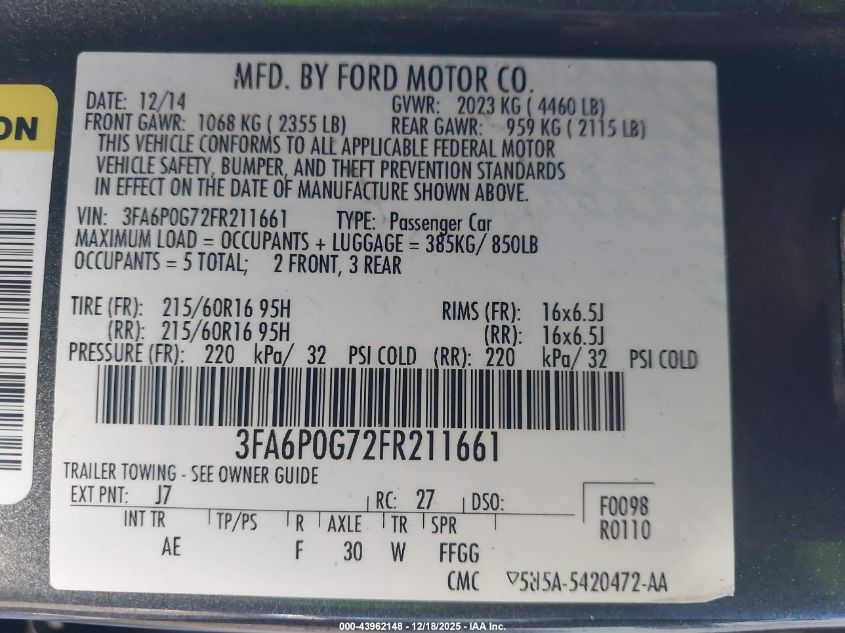 MFD. BY FORD MOTOR CO.
DATE: 12/14 GVWR: 2023 KG ( 4460 LB)
FRONT GAWR: 1068 KG ( 2355 LB) REAR GAWR: 959 KG ( 2115 LB)
THIS VEHICLE CONFORMS TO ALL APPLICABLE FEDERAL MOTOR
VEHICLE SAFETY, BUMPER, AND THEFT PREVENTION STANDARDS
IN EFFECT ON THE DATE OF MANUFACTURE SHOWN ABOVE.
VIN: 3FA6P0G72FR211661 TYPE: Passenger Car
MAXIMUM LOAD = OCCUPANTS + LUGGAGE = 385KG/ 850LB
OCCUPANTS = 5 TOTAL; 2 FRONT, 3 REAR
TIRE (FR): 215/60R16 95H RIMS (FR): 16x6.5J
(RR): 215/60R16 95H (RR): 16x6.5J
PRESSURE (FR): 220 kPa/ 32 PSI COLD (RR): 220 kPa/ 32 PSI COLD
3FA6P0G72FR211661
TRAILER TOWING - SEE OWNER GUIDE
EXT PNT: J7 RC: 27 DSO:
F0098
R0110
INT TR TP/PS R AXLE TR SPR
AE F 30 W FFGG
CMC 5U5A-5420472-AA
ON
000-43962148 - 12/18/2025 - IAA Inc.